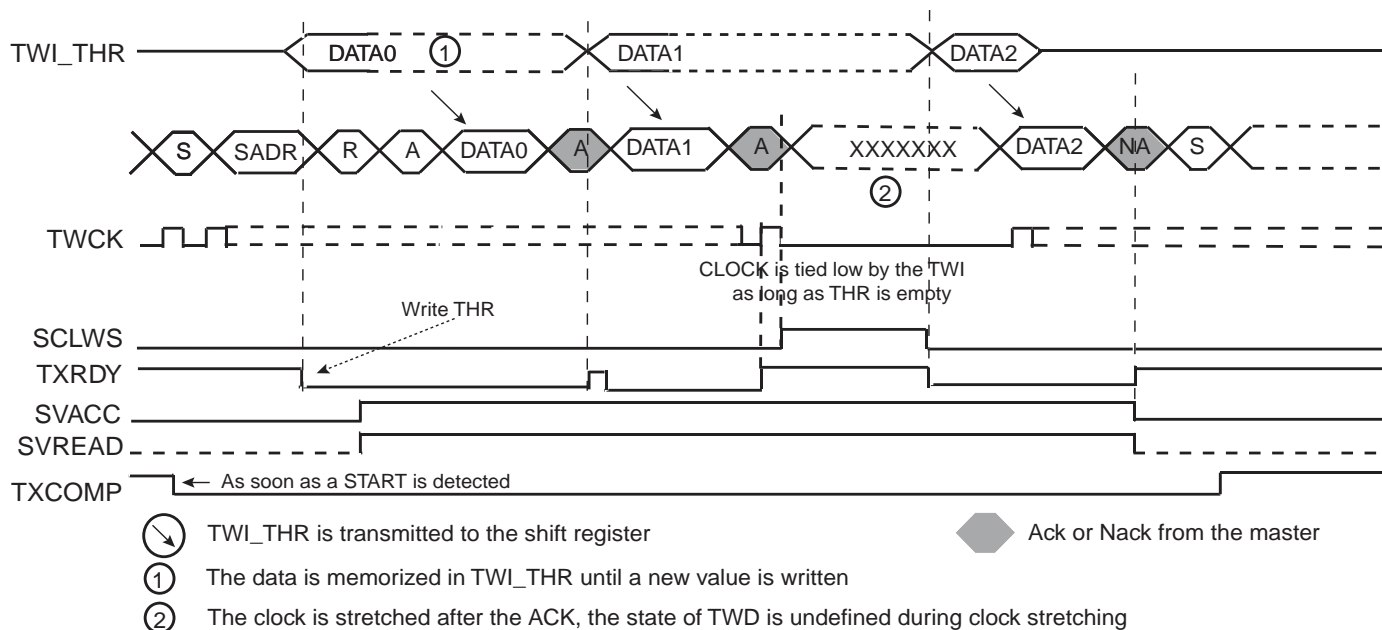 TWI_THR DATA0 1 DATA1 DATA2
S SADR R A DATA0 A DATA1 A XXXXXXX DATA2 NA S
2
TWCK
CLOCK is tied low by the TWI
as long as THR is empty
Write THR
SCLWS
TXRDY
SVACC
SVREAD
TXCOMP As soon as a START is detected
TWI_THR is transmitted to the shift register Ack or Nack from the master
1 The data is memorized in TWI_THR until a new value is written
2 The clock is stretched after the ACK, the state of TWD is undefined during clock stretching